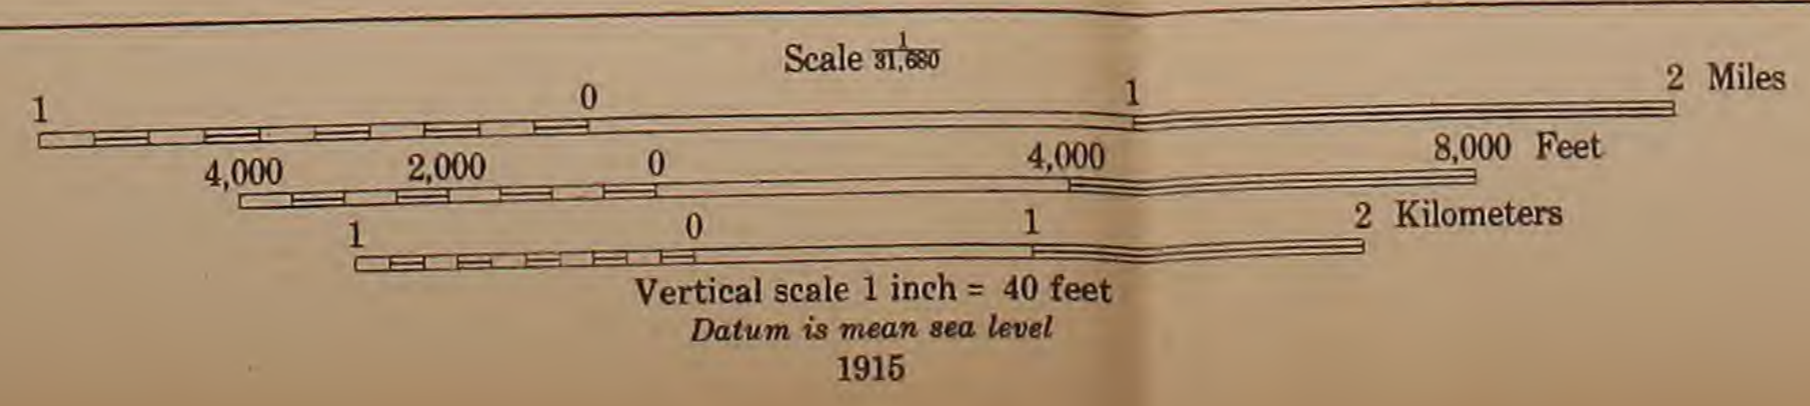 Scale 1/31,680
1 0 1 2 Miles
4,000 2,000 0 4,000 8,000 Feet
1 0 1 2 Kilometers
Vertical scale 1 inch = 40 feet
Datum is mean sea level
1915